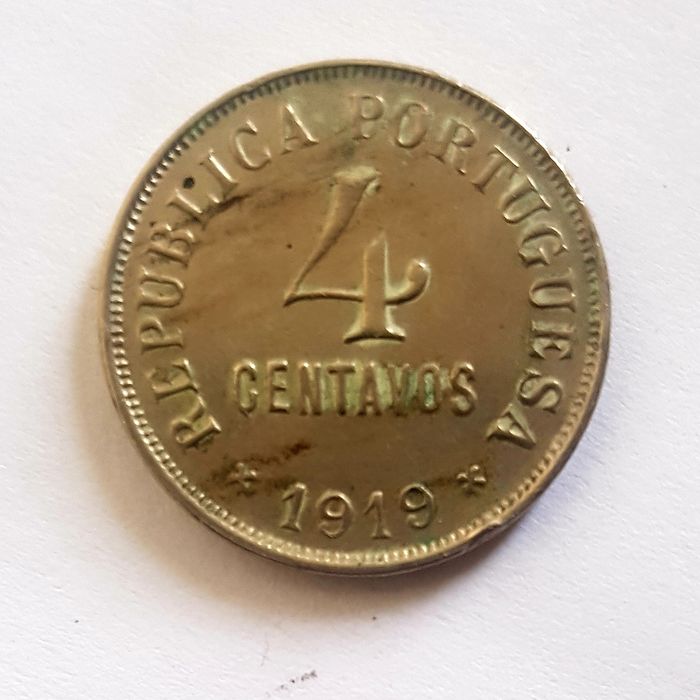 REPUBLICA PORTUGUESA
4
CENTAVOS
* 1919 *